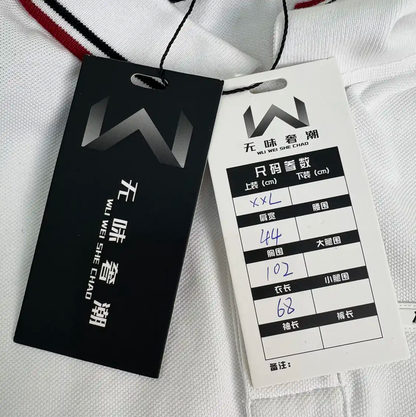 无味奢潮
WU WEI SHE CHAO
无味奢潮
WU WEI SHE CHAO
尺码参数
上装(cm) 下装(cm)
XXL
肩宽 腰围
44
胸围 大腿围
102
衣长 小腿围
68
袖长 裤长
备注: